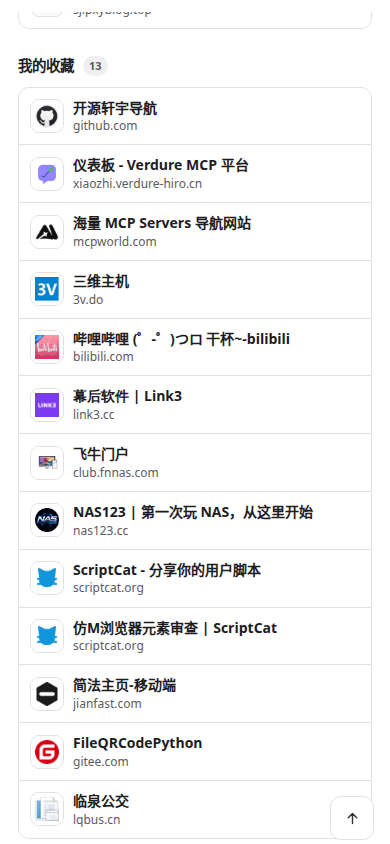 sjlpxyblog.top
我的收藏 13
开源轩宇导航
github.com
仪表板 - Verdure MCP 平台
xiaozhi.verdure-hiro.cn
海量 MCP Servers 导航网站
mcpworld.com
3V
三维主机
3v.do
哔哩哔哩 (゜-゜)つロ 干杯~-bilibili
bilibili.com
LINK3
幕后软件 | Link3
link3.cc
飞牛门户
club.fnnas.com
NAS
NAS123 | 第一次玩 NAS，从这里开始
nas123.cc
ScriptCat - 分享你的用户脚本
scriptcat.org
仿M浏览器元素审查 | ScriptCat
scriptcat.org
简法主页-移动端
jianfast.com
G
FileQRCodePython
gitee.com
临泉公交
lqbus.cn